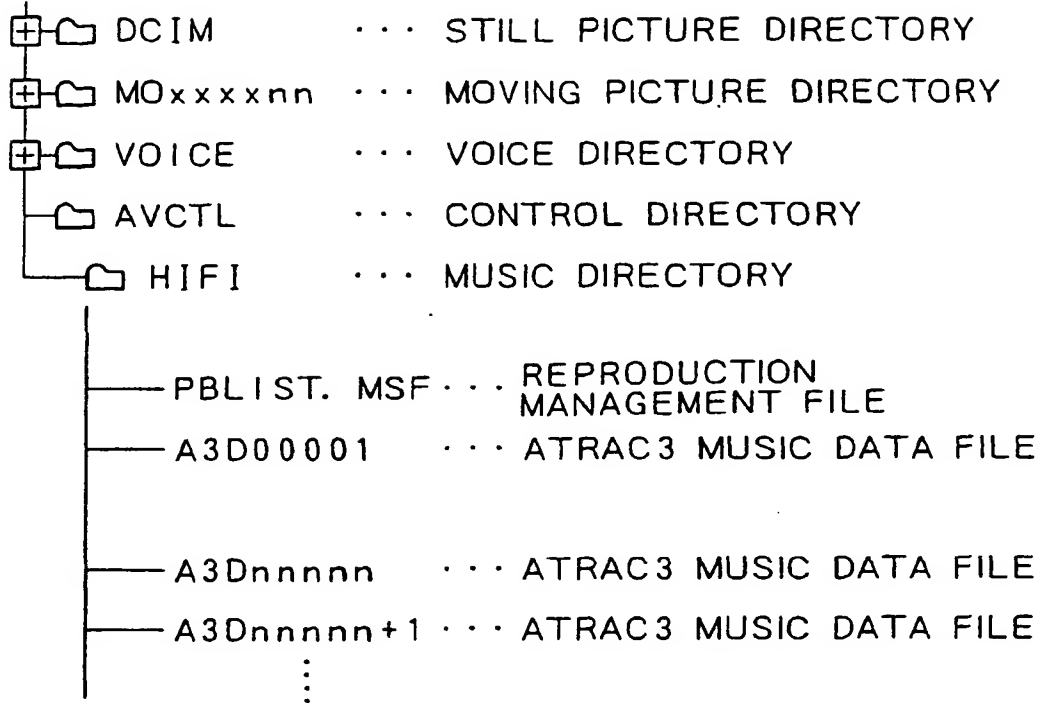 DCIM ... STILL PICTURE DIRECTORY
MOxxxxnn ... MOVING PICTURE DIRECTORY
VOICE ... VOICE DIRECTORY
AVCTL ... CONTROL DIRECTORY
HIFI ... MUSIC DIRECTORY
PBLIST. MSF ... REPRODUCTION
MANAGEMENT FILE
A3D00001 ... ATRAC3 MUSIC DATA FILE
A3Dnnnnn ... ATRAC3 MUSIC DATA FILE
A3Dnnnnn+1 ... ATRAC3 MUSIC DATA FILE